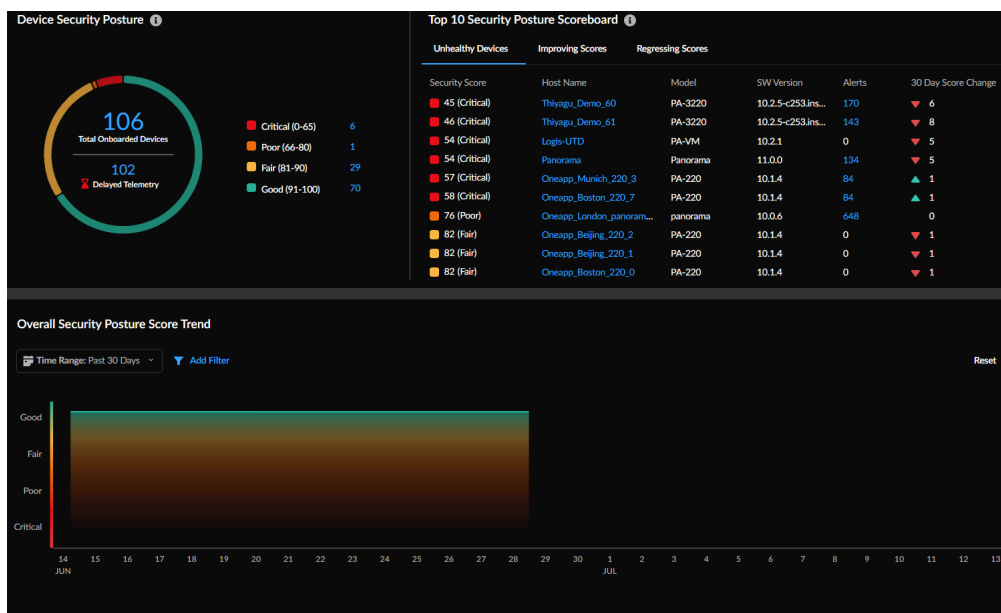 Device Security Posture
106
Total Onboarded Devices
102
Delayed Telemetry
Critical (0-65) 6
Poor (66-80) 1
Fair (81-90) 29
Good (91-100) 70
Top 10 Security Posture Scoreboard
Unhealthy Devices Improving Scores Regressing Scores
Security Score Host Name Model SW Version Alerts 30 Day Score Change
45 (Critical) Thiyagu_Demo_60 PA-3220 10.2.5-c253.ins... 170 6
46 (Critical) Thiyagu_Demo_61 PA-3220 10.2.5-c253.ins... 143 8
54 (Critical) Logis-UTD PA-VM 10.2.1 0 5
54 (Critical) Panorama Panorama 11.0.0 134 5
57 (Critical) Oneapp_Munich_220_3 PA-220 10.1.4 84 1
58 (Critical) Oneapp_Boston_220_7 PA-220 10.1.4 84 1
76 (Poor) Oneapp_London_panoram... panorama 10.0.6 648 0
82 (Fair) Oneapp_Beijing_220_2 PA-220 10.1.4 0 1
82 (Fair) Oneapp_Beijing_220_1 PA-220 10.1.4 0 1
82 (Fair) Oneapp_Boston_220_0 PA-220 10.1.4 0 1
Overall Security Posture Score Trend
Time Range: Past 30 Days Add Filter Reset
Good
Fair
Poor
Critical
14 15 16 17 18 19 20 21 22 23 24 25 26 27 28 29 30 1 2 3 4 5 6 7 8 9 10 11 12 13
JUN JUL